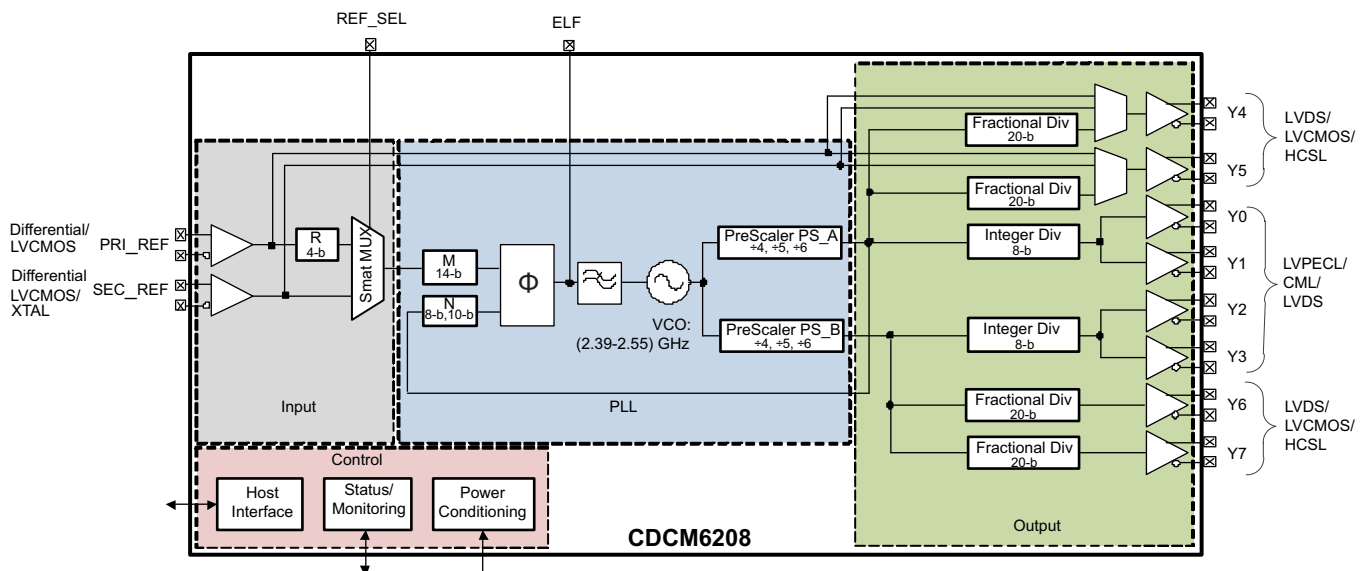 REF_SEL
ELF
Fractional Div
20-b
Y4
LVDS/
LVCMOS/
HCSL
Fractional Div
20-b
Y5
Differential/
LVCMOS
PRI_REF
R
4-b
Smat MUX
M
14-b
Φ
PreScaler PS_A
÷4, ÷5, ÷6
Integer Div
8-b
Y0
Y1
LVPECL/
CML/
LVDS
Differential
LVCMOS/
XTAL
SEC_REF
N
8-b,10-b
VCO:
(2.39-2.55) GHz
PreScaler PS_B
÷4, ÷5, ÷6
Integer Div
8-b
Y2
Y3
Input
PLL
Fractional Div
20-b
Y6
LVDS/
LVCMOS/
HCSL
Fractional Div
20-b
Y7
Control
Host
Interface
Status/
Monitoring
Power
Conditioning
CDCM6208
Output